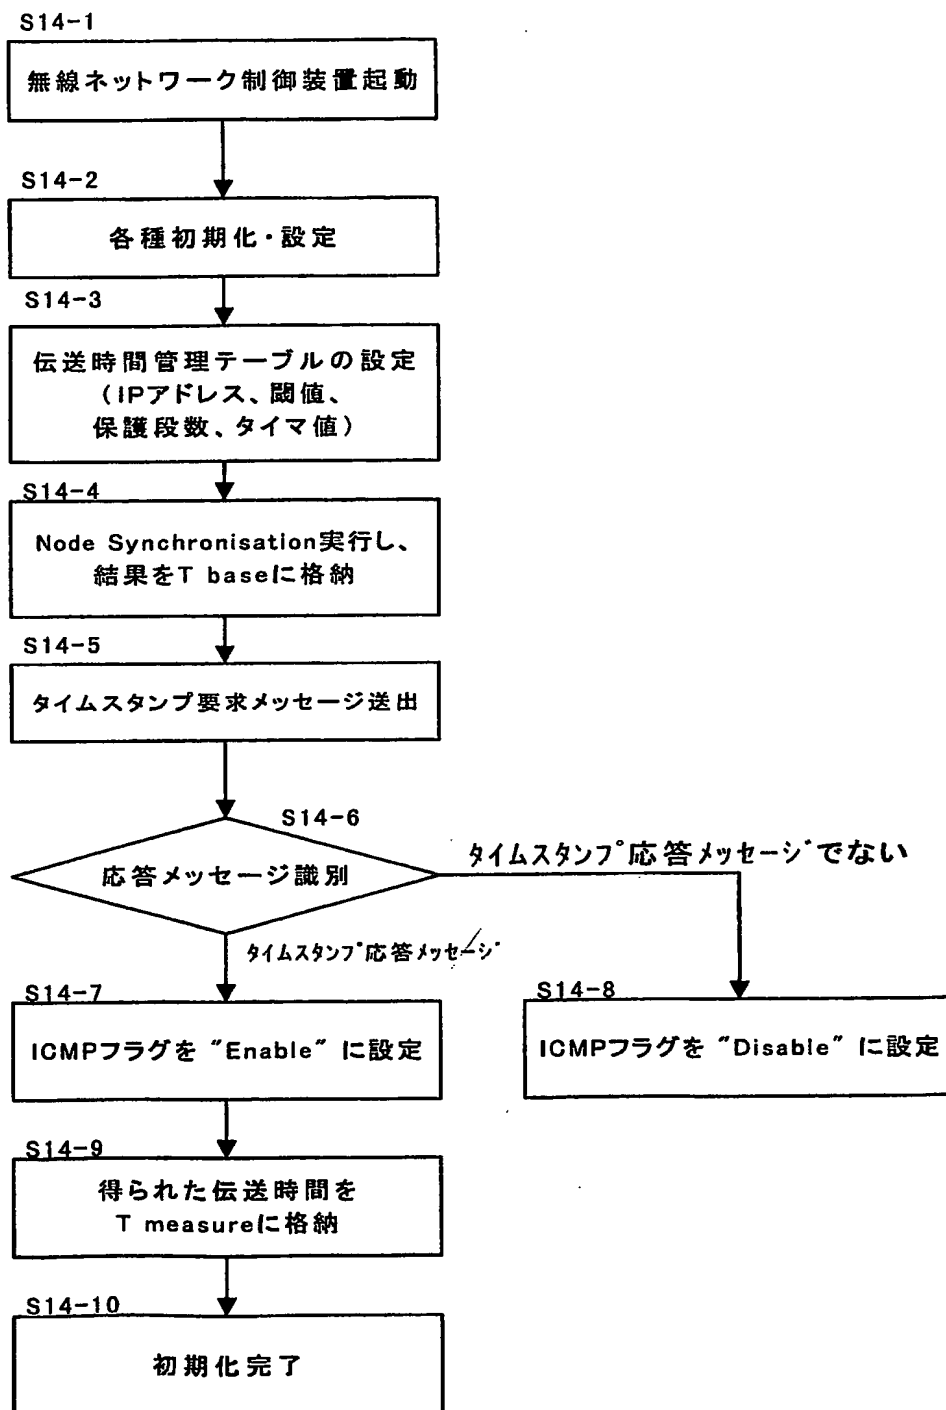 S14-1
無線ネットワーク制御装置起動
S14-2
各種初期化・設定
S14-3
伝送時間管理テーブルの設定
(IPアドレス、閾値、
保護段数、タイマ値)
S14-4
Node Synchronisation実行し、
結果をT baseに格納
S14-5
タイムスタンプ要求メッセージ送出
S14-6
応答メッセージ識別
タイムスタンプ応答メッセージでない
タイムスタンプ応答メッセージ
S14-7
ICMPフラグを "Enable" に設定
S14-8
ICMPフラグを "Disable" に設定
S14-9
得られた伝送時間を
T measureに格納
S14-10
初期化完了